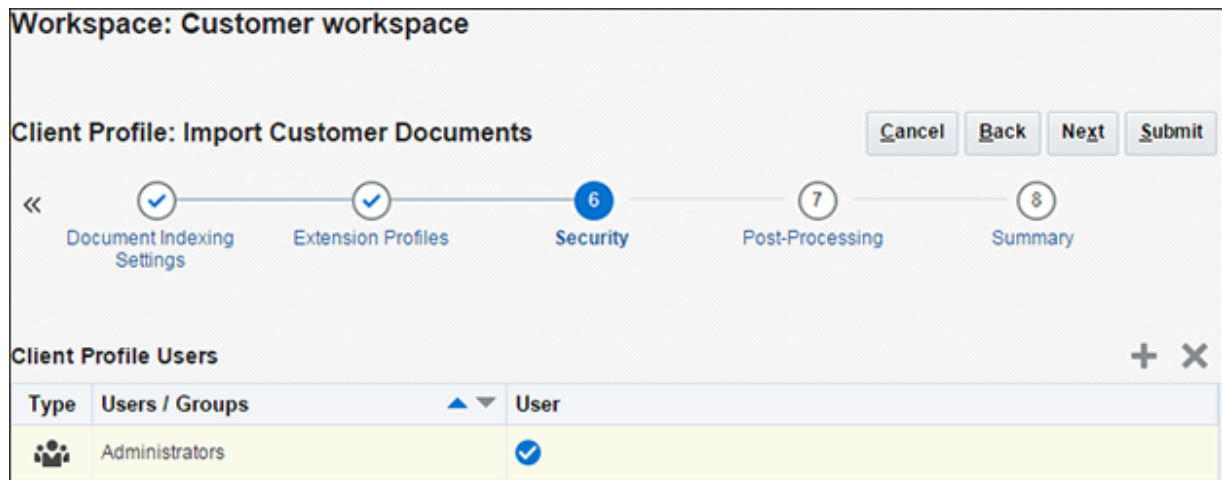 Workspace: Customer workspace
Client Profile: Import Customer Documents
Cancel Back Next Submit
«
6 7 8
Document Indexing Extension Profiles Security Post-Processing Summary
Settings
Client Profile Users
Type Users / Groups User
Administrators